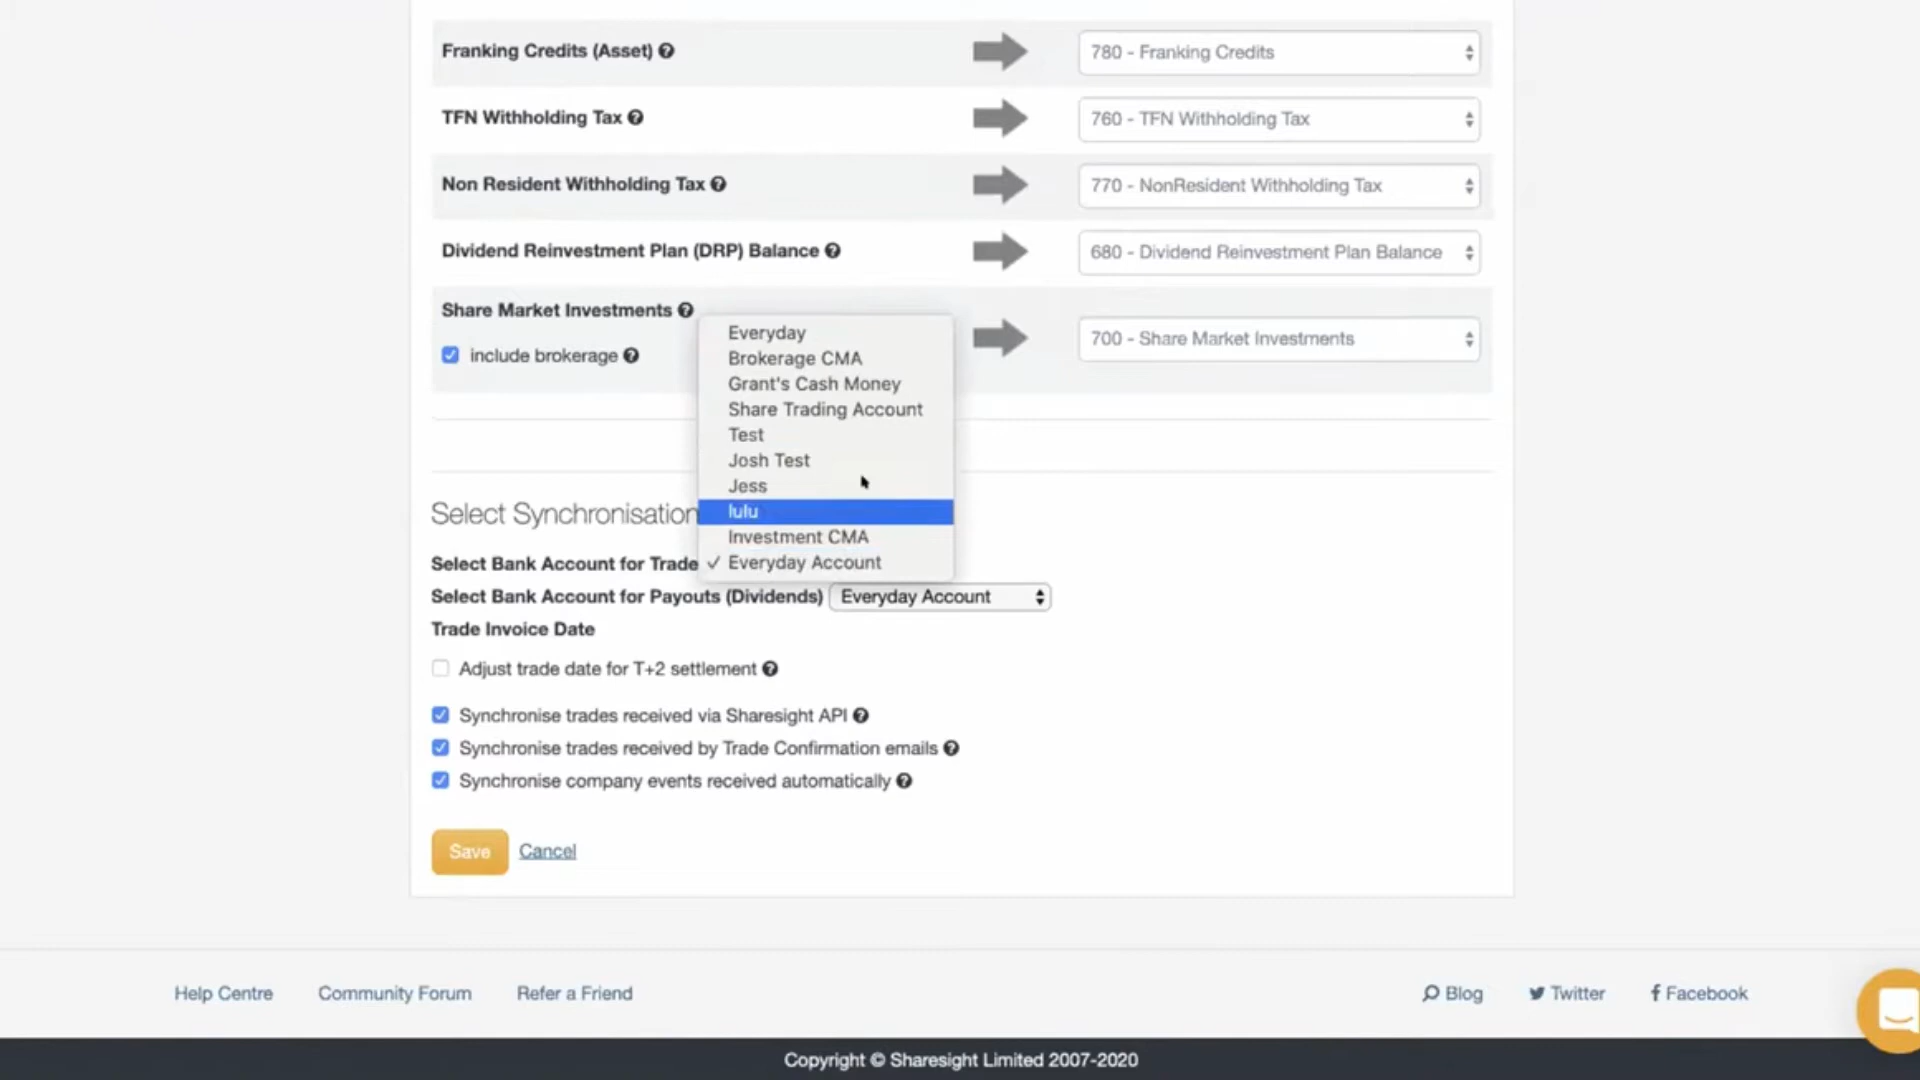 Franking Credits (Asset)
780 - Franking Credits
TFN Withholding Tax
760 - TFN Withholding Tax
Non Resident Withholding Tax
770 - NonResident Withholding Tax
Dividend Reinvestment Plan (DRP) Balance
680 - Dividend Reinvestment Plan Balance
Share Market Investments
include brokerage
700 - Share Market Investments
Everyday
Brokerage CMA
Grant's Cash Money
Share Trading Account
Test
Josh Test
Jess
lulu
Investment CMA
✓ Everyday Account
Select Synchronisation
Select Bank Account for Trade
Select Bank Account for Payouts (Dividends) Everyday Account
Trade Invoice Date
Adjust trade date for T+2 settlement
Synchronise trades received via Sharesight API
Synchronise trades received by Trade Confirmation emails
Synchronise company events received automatically
Save Cancel
Help Centre Community Forum Refer a Friend Blog Twitter Facebook
Copyright © Sharesight Limited 2007-2020